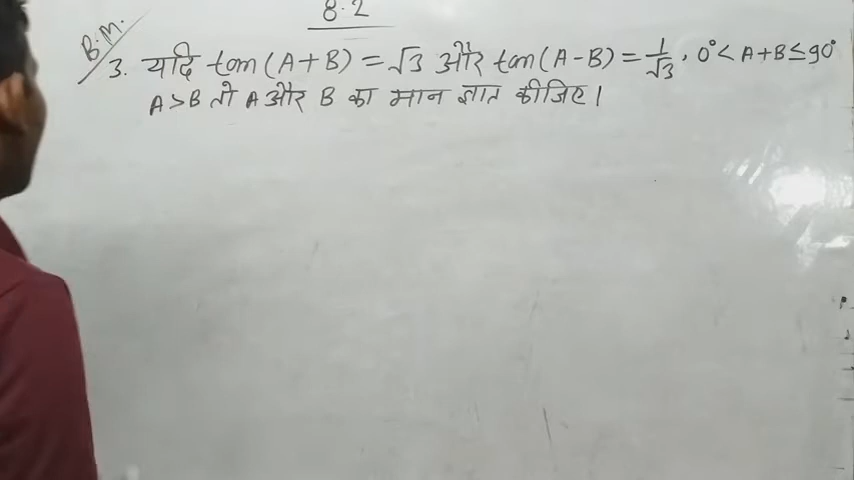 8.2
B.M.
3. यदि tan(A+B) = √3 और tan(A-B) = 1/√3, 0° < A+B ≤ 90°
A>B तो A और B का मान ज्ञात कीजिए।